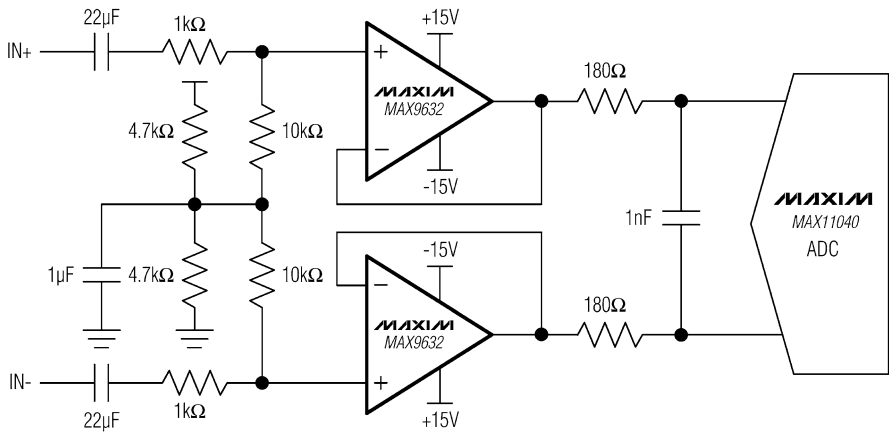 22µF
1kΩ
IN+
+
+15V
MAXIM
MAX9632
−
-15V
4.7kΩ
10kΩ
180Ω
1nF
MAXIM
MAX11040
ADC
1µF
4.7kΩ
10kΩ
-15V
−
MAXIM
MAX9632
+
+15V
180Ω
IN-
22µF
1kΩ